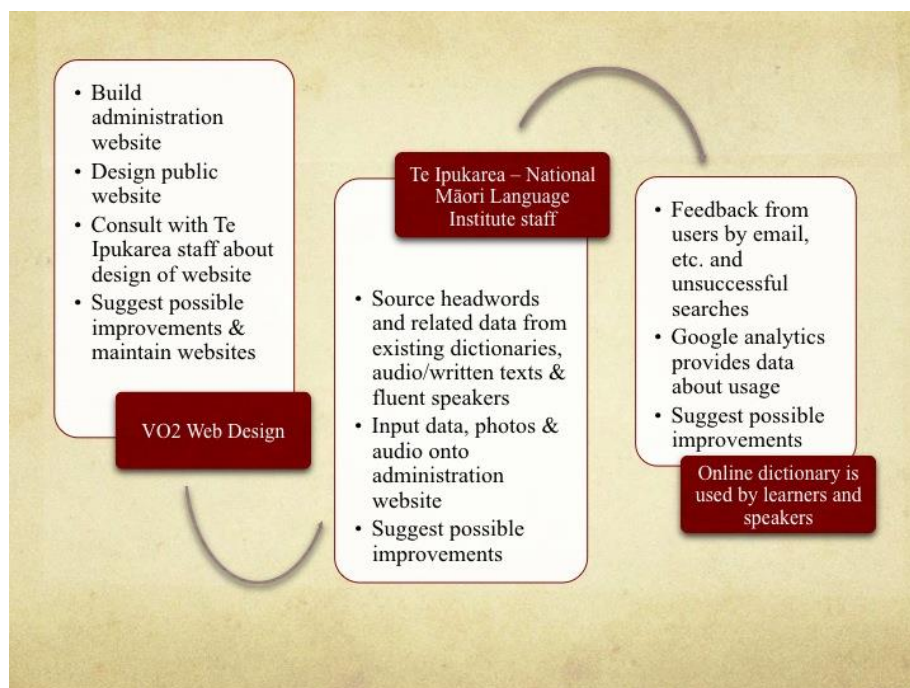 • Build
administration
website
• Design public
website
• Consult with Te
Ipukarea staff about
design of website
• Suggest possible
improvements &
maintain websites
VO2 Web Design
Te Ipukarea – National
Māori Language
Institute staff
• Source headwords
and related data from
existing dictionaries,
audio/written texts &
fluent speakers
• Input data, photos &
audio onto
administration
website
• Suggest possible
improvements
• Feedback from
users by email,
etc. and
unsuccessful
searches
• Google analytics
provides data
about usage
• Suggest possible
improvements
Online dictionary is
used by learners and
speakers